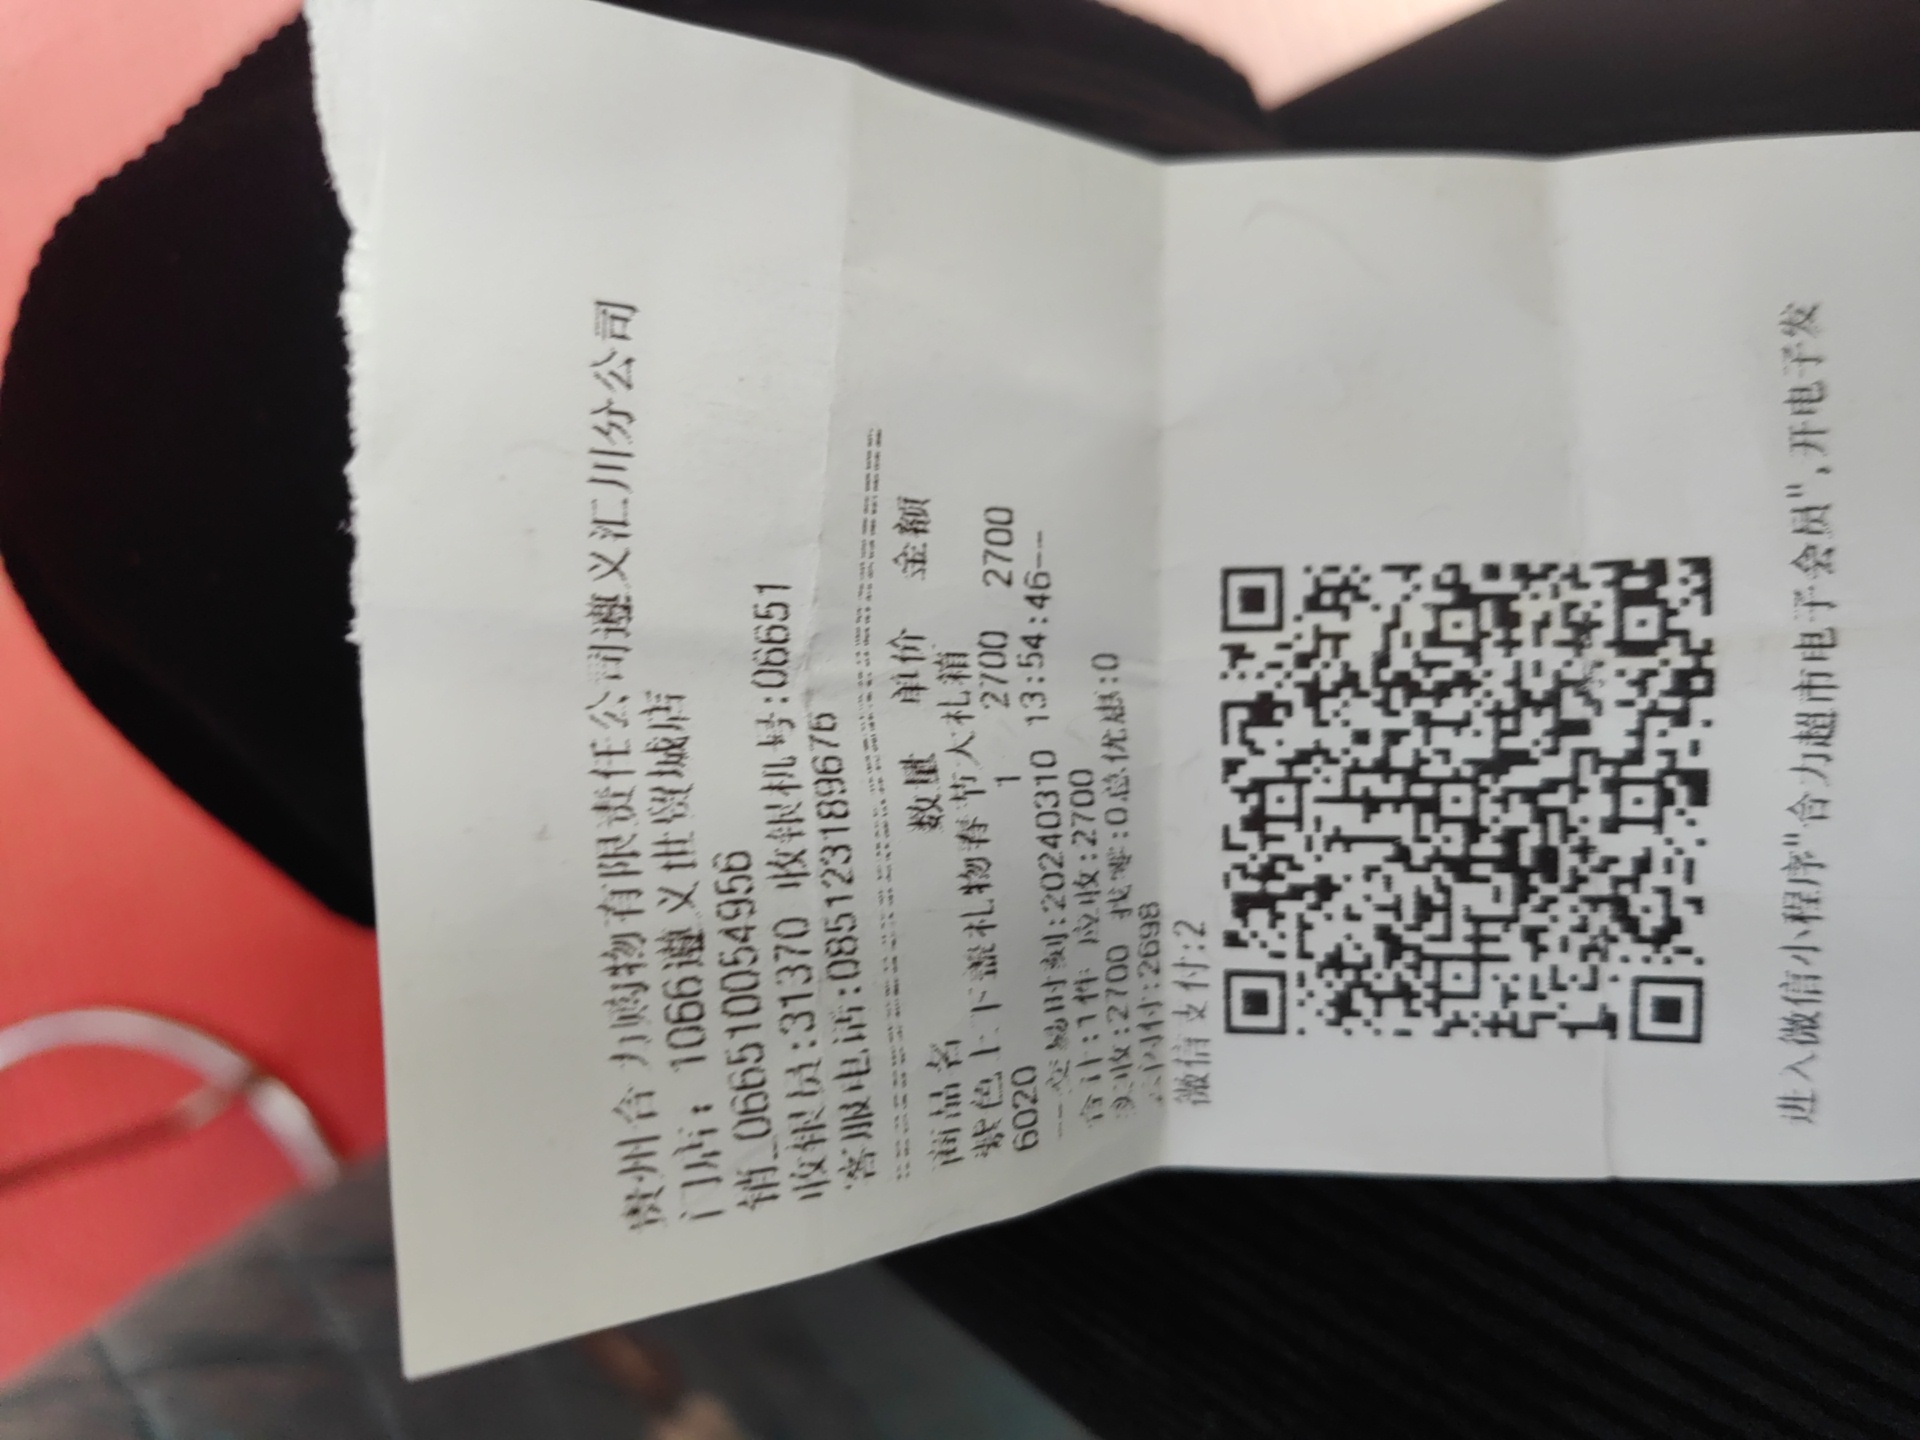 贵州合力购物有限责任公司遵义汇川分公司
门店：1066遵义世贸城店
销_066510054956
收银员:31370 收银机号:06651
客服电话:085123189676
商品名 数量 单价 金额
紫色上下溢礼物春节大礼箱
6020 1 2700 2700
---交易时刻:20240310 13:54:46--
合计:1件 应收:2700
实收:2700 找零:0总优惠:0
云闪付:2698
微信支付:2
进入微信小程序"合力超市电子会员",开电子发